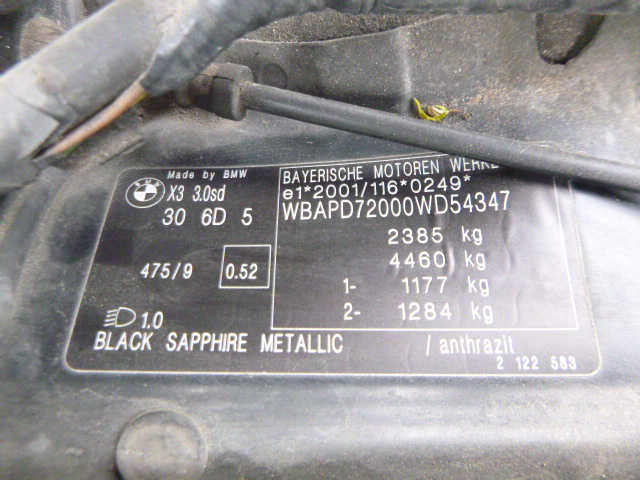 Made by BMW
X3 3.0sd
30 6D 5
475/9 0.52
1.0
BAYERISCHE MOTOREN WERKE
e1*2001/116*0249*
WBAPD72000WD54347
2385 kg
4460 kg
1- 1177 kg
2- 1284 kg
BLACK SAPPHIRE METALLIC / anthrazit
2 122 583